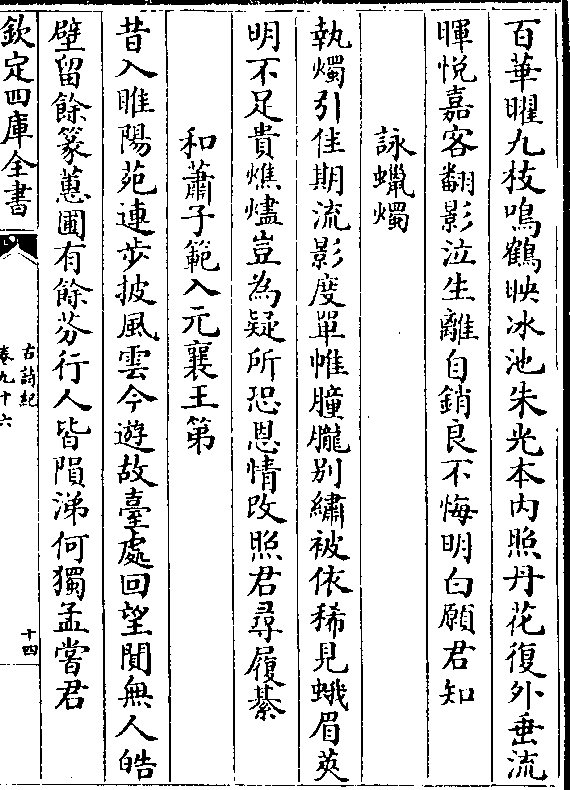 百華曜九枝鳴鶴映冰池朱光本内照丹花復外垂流
暉悦嘉客翻影泣生離自銷良不悔明白願君知
詠蠟燭
執燭引佳期流影度單帷朣朧别繡被依稀見蛾眉英
明不足貴燋燼豈為疑所恐恩情改照君尋履綦
和蕭子範入元襄王第
昔入睢陽苑連步披風雲今遊故臺處回望閴無人皓
壁留餘篆蕙圃有餘芬行人皆隕涕何獨孟嘗君
欽定四庫全書
古詩紀
卷九十六
十四